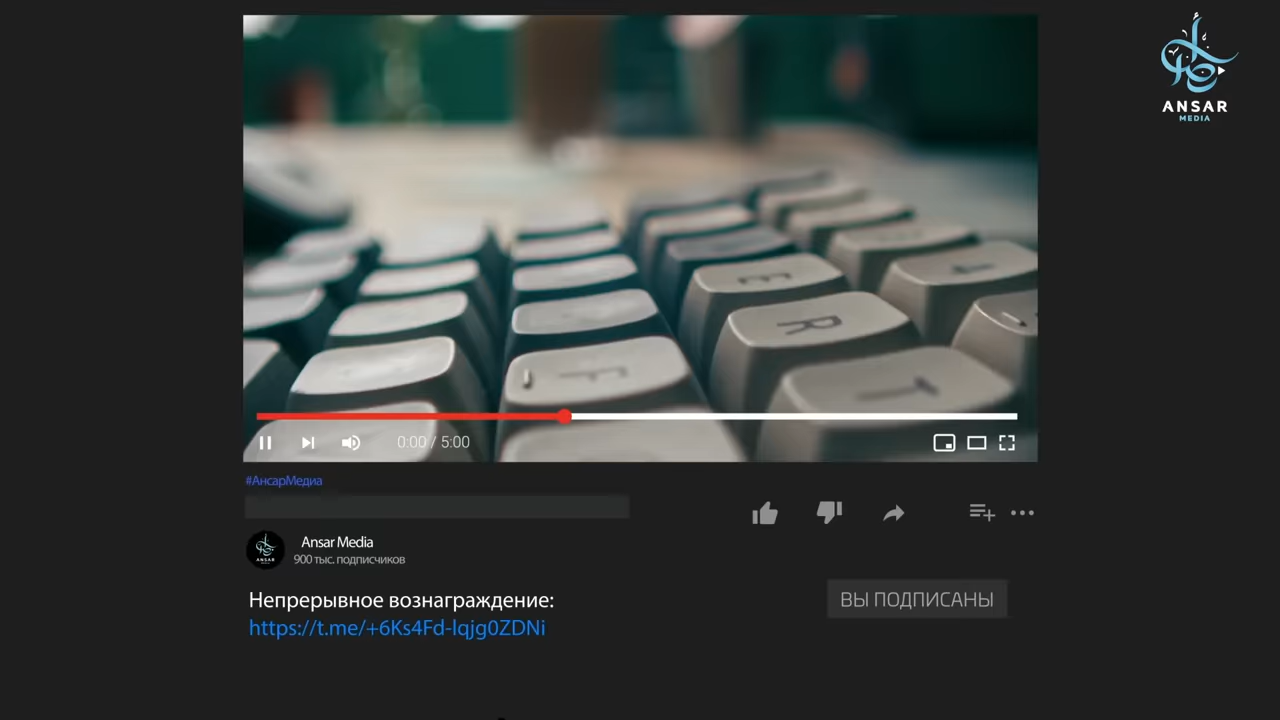 ANSAR
MEDIA
E
R
F
T
0:00 / 5:00
#АнсарМедиа
Ansar Media
900 тыс. подписчиков
ANSAR
Непрерывное вознаграждение:
https://t.me/+6Ks4Fd-lqjg0ZDNi
ВЫ ПОДПИСАНЫ